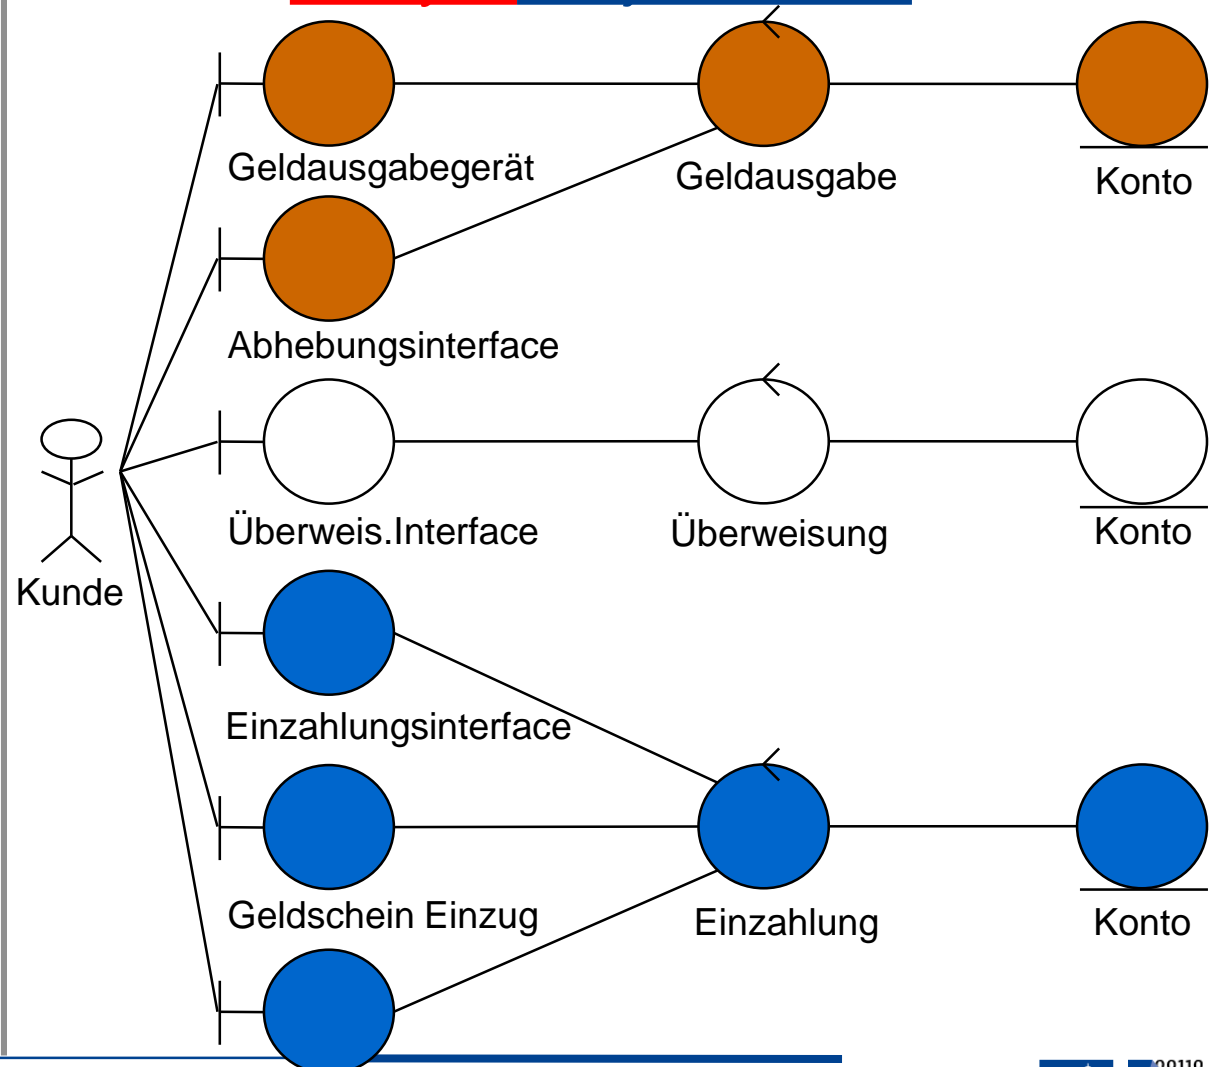 Geldausgabegerät
Geldausgabe
Konto
Abhebungsinterface
Überweis.Interface
Überweisung
Konto
Kunde
Einzahlungsinterface
Geldschein Einzug
Einzahlung
Konto